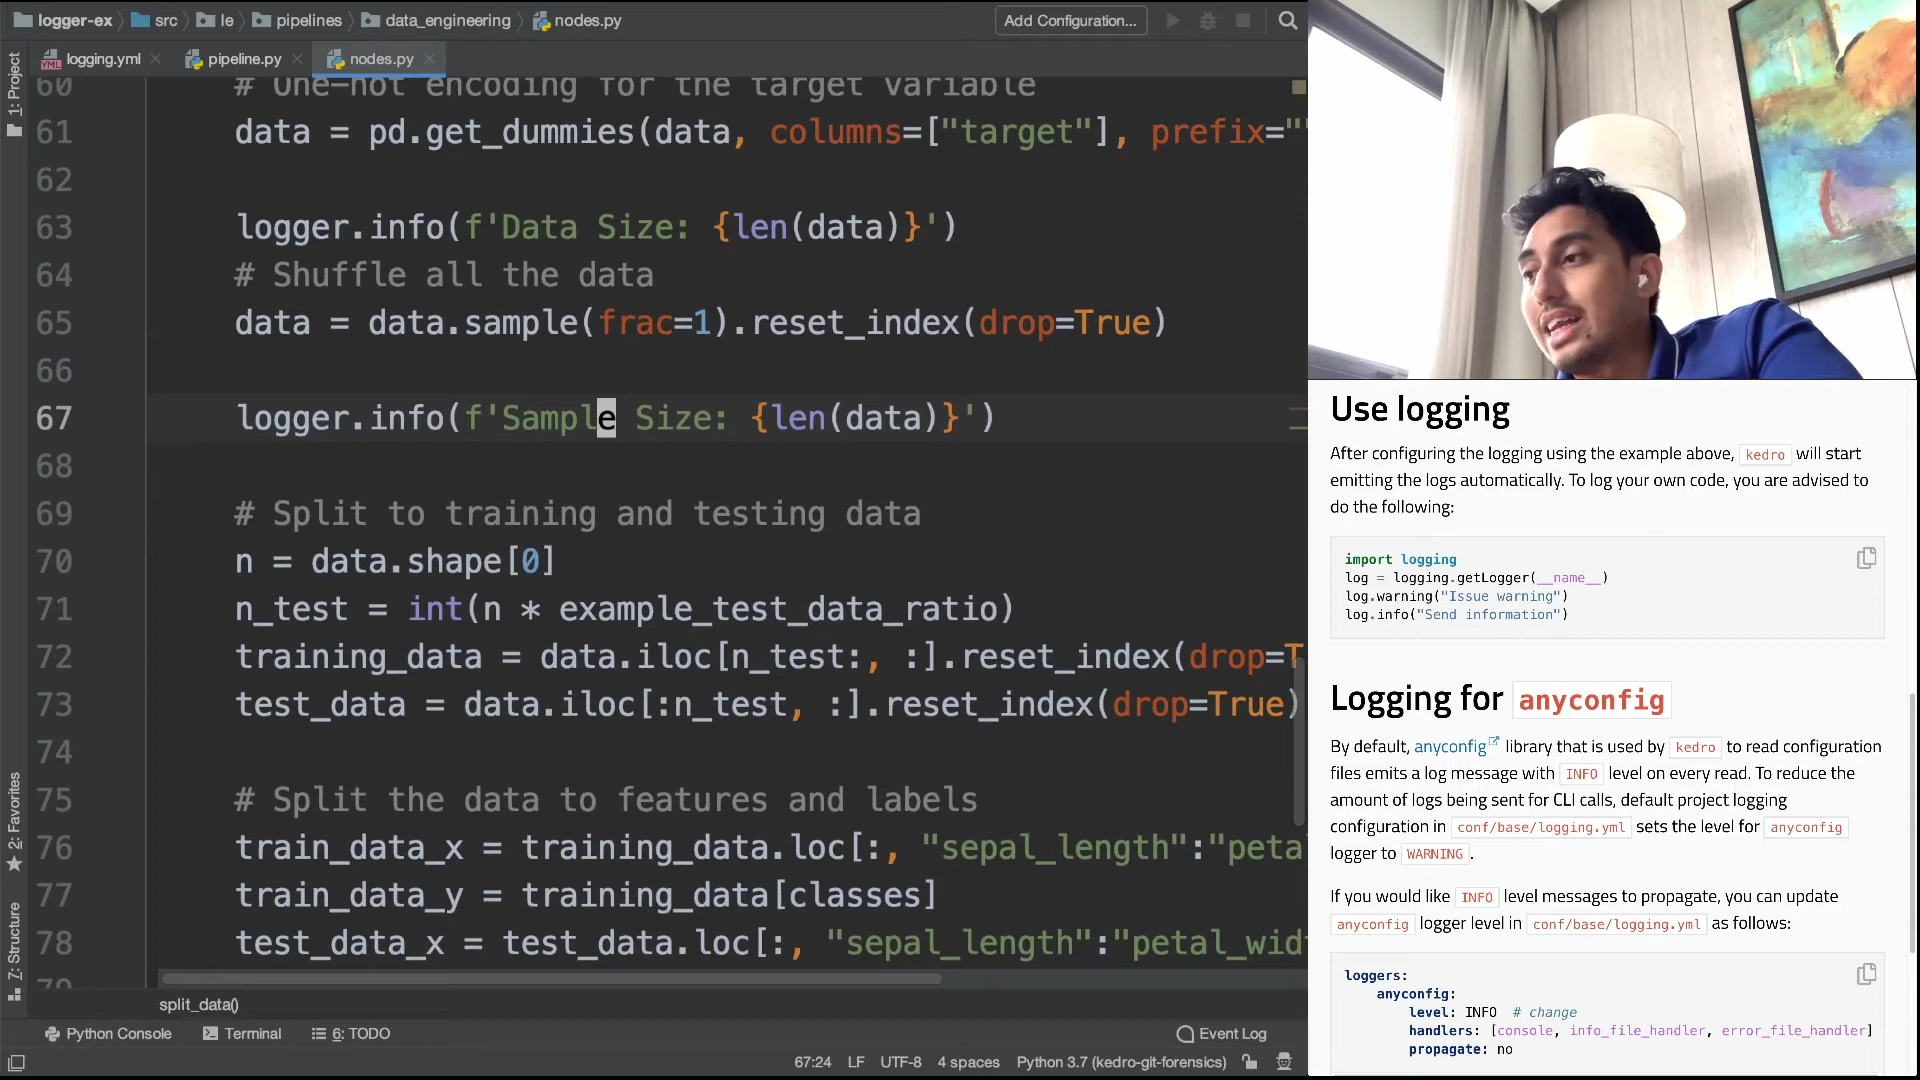 logger-ex src le pipelines data_engineering nodes.py Add Configuration...
logging.yml pipeline.py nodes.py
1: Project
2: Favorites
7: Structure
60 # One-hot encoding for the target variable
61 data = pd.get_dummies(data, columns=["target"], prefix="
62
63 logger.info(f'Data Size: {len(data)}')
64 # Shuffle all the data
65 data = data.sample(frac=1).reset_index(drop=True)
66
67 logger.info(f'Sample Size: {len(data)}')
68
69 # Split to training and testing data
70 n = data.shape[0]
71 n_test = int(n * example_test_data_ratio)
72 training_data = data.iloc[n_test:, :].reset_index(drop=T
73 test_data = data.iloc[:n_test, :].reset_index(drop=True)
74
75 # Split the data to features and labels
76 train_data_x = training_data.loc[:, "sepal_length":"peta
77 train_data_y = training_data[classes]
78 test_data_x = test_data.loc[:, "sepal_length":"petal_wid
79
split_data()
Python Console Terminal 6: TODO Event Log
67:24 LF UTF-8 4 spaces Python 3.7 (kedro-git-forensics)
Use logging
After configuring the logging using the example above, kedro will start
emitting the logs automatically. To log your own code, you are advised to
do the following:
import logging
log = logging.getLogger(__name__)
log.warning("Issue warning")
log.info("Send information")
Logging for anyconfig
By default, anyconfig library that is used by kedro to read configuration
files emits a log message with INFO level on every read. To reduce the
amount of logs being sent for CLI calls, default project logging
configuration in conf/base/logging.yml sets the level for anyconfig
logger to WARNING.
If you would like INFO level messages to propagate, you can update
anyconfig logger level in conf/base/logging.yml as follows:
loggers:
anyconfig:
level: INFO # change
handlers: [console, info_file_handler, error_file_handler]
propagate: no